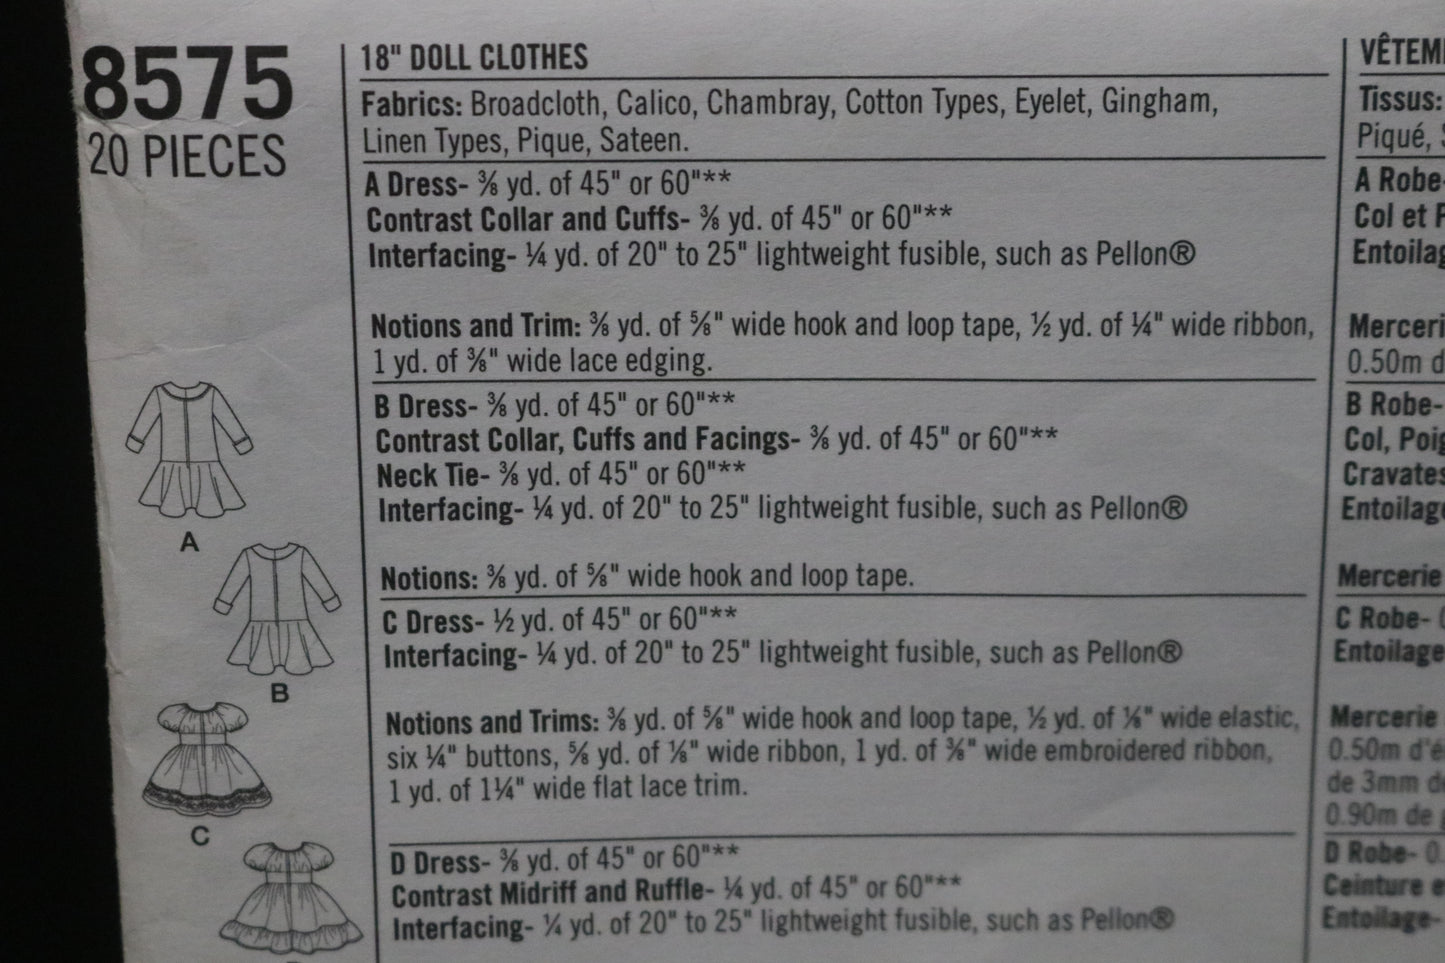 8575
20 PIECES
18" DOLL CLOTHES
Fabrics: Broadcloth, Calico, Chambray, Cotton Types, Eyelet, Gingham,
Linen Types, Pique, Sateen.
A Dress- ⅜ yd. of 45" or 60"**
Contrast Collar and Cuffs- ⅜ yd. of 45" or 60"**
Interfacing- ¼ yd. of 20" to 25" lightweight fusible, such as Pellon®
Notions and Trim: ⅜ yd. of ⅝" wide hook and loop tape, ½ yd. of ¼" wide ribbon,
1 yd. of ⅜" wide lace edging.
B Dress- ⅜ yd. of 45" or 60"**
Contrast Collar, Cuffs and Facings- ⅜ yd. of 45" or 60"**
Neck Tie- ⅜ yd. of 45" or 60"**
Interfacing- ¼ yd. of 20" to 25" lightweight fusible, such as Pellon®
Notions: ⅜ yd. of ⅝" wide hook and loop tape.
C Dress- ½ yd. of 45" or 60"**
Interfacing- ¼ yd. of 20" to 25" lightweight fusible, such as Pellon®
Notions and Trims: ⅜ yd. of ⅝" wide hook and loop tape, ½ yd. of ⅛" wide elastic,
six ¼" buttons, ⅝ yd. of ⅛" wide ribbon, 1 yd. of ⅜" wide embroidered ribbon,
1 yd. of 1¼" wide flat lace trim.
D Dress- ⅜ yd. of 45" or 60"**
Contrast Midriff and Ruffle- ¼ yd. of 45" or 60"**
Interfacing- ¼ yd. of 20" to 25" lightweight fusible, such as Pellon®
A
B
C
VÊTEM
Tissus:
Piqué,
A Robe-
Col et
Entoilag
Merceri
0.50m d
B Robe-
Col, Poig
Cravates
Entoilag
Mercerie
C Robe-
Entoilage
Mercerie
0.50m d'é
de 3mm d
0.90m de
D Robe- 0.
Ceinture e
Entoilage-